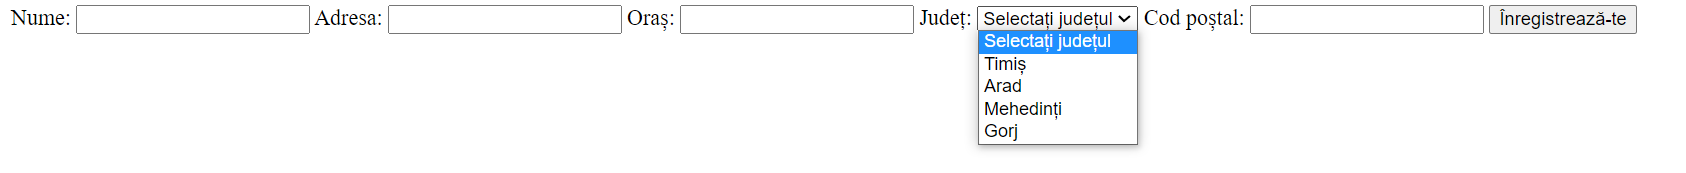 Nume: Adresa: Oraș: Județ: Selectați județul Cod poștal: Înregistrează-te
Selectați județul
Timiș
Arad
Mehedinți
Gorj